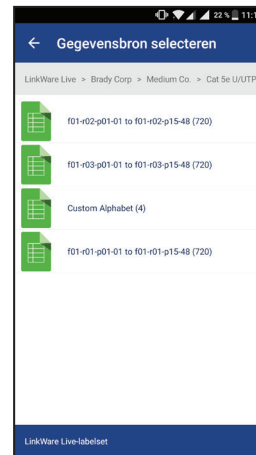 22 % 11:1
Gegevensbron selecteren
LinkWare Live > Brady Corp > Medium Co. > Cat 5e U/UTP
f01-r02-p01-01 to f01-r02-p15-48 (720)
f01-r03-p01-01 to f01-r03-p15-48 (720)
Custom Alphabet (4)
f01-r01-p01-01 to f01-r01-p15-48 (720)
LinkWare Live-labelset